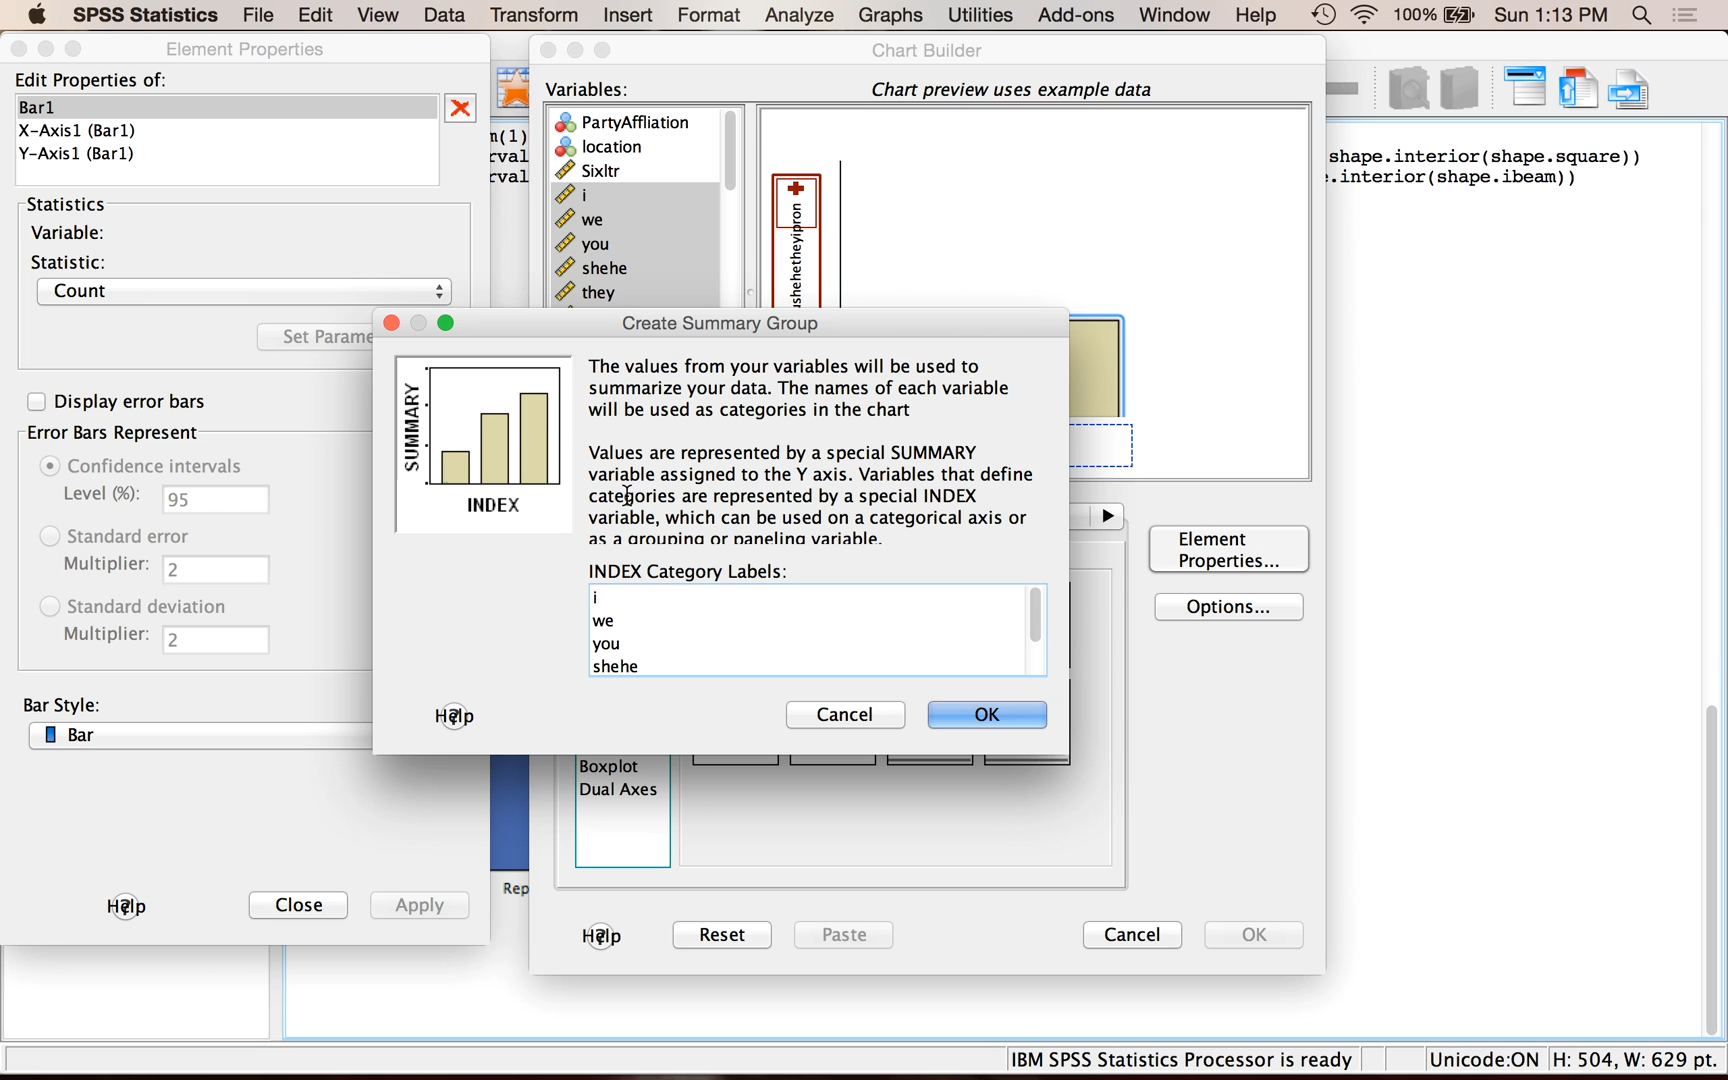 SPSS Statistics File Edit View Data Transform Insert Format Analyze Graphs Utilities Add-ons Window Help 100% Sun 1:13 PM
Element Properties
Edit Properties of:
Bar1
X-Axis1 (Bar1)
Y-Axis1 (Bar1)
Statistics
Variable:
Statistic:
Count
Set Parame
Display error bars
Error Bars Represent
Confidence intervals
Level (%): 95
Standard error
Multiplier: 2
Standard deviation
Multiplier: 2
Bar Style:
Bar
Help
Close
Apply
Chart Builder
Variables:
Chart preview uses example data
PartyAffliation
location
Sixltr
i
we
you
shehe
they
ushehetheyipron
n(1)
rval
rval
shape.interior(shape.square))
.interior(shape.ibeam))
Create Summary Group
The values from your variables will be used to
summarize your data. The names of each variable
will be used as categories in the chart
Values are represented by a special SUMMARY
variable assigned to the Y axis. Variables that define
categories are represented by a special INDEX
variable, which can be used on a categorical axis or
as a grouping or paneling variable.
SUMMARY
INDEX
INDEX Category Labels:
i
we
you
shehe
Help
Cancel
OK
Element
Properties...
Options...
Boxplot
Dual Axes
Rep
Help
Reset
Paste
Cancel
OK
IBM SPSS Statistics Processor is ready
Unicode:ON
H: 504, W: 629 pt.